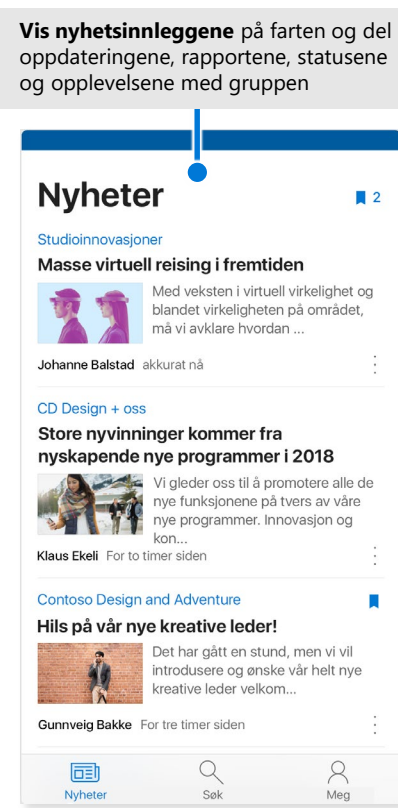 Vis nyhetsinnleggene på farten og del
oppdateringene, rapportene, statusene
og opplevelsene med gruppen
Nyheter
2
Studioinnovasjoner
Masse virtuell reising i fremtiden
Med veksten i virtuell virkelighet og
blandet virkeligheten på området,
må vi avklare hvordan ...
Johanne Balstad akkurat nå
CD Design + oss
Store nyvinninger kommer fra
nyskapende nye programmer i 2018
Vi gleder oss til å promotere alle de
nye funksjonene på tvers av våre
nye programmer. Innovasjon og
kon...
Klaus Ekeli For to timer siden
Contoso Design and Adventure
Hils på vår nye kreative leder!
Det har gått en stund, men vi vil
introdusere og ønske vår helt nye
kreative leder velkom...
Gunnveig Bakke For tre timer siden
Nyheter
Søk
Meg